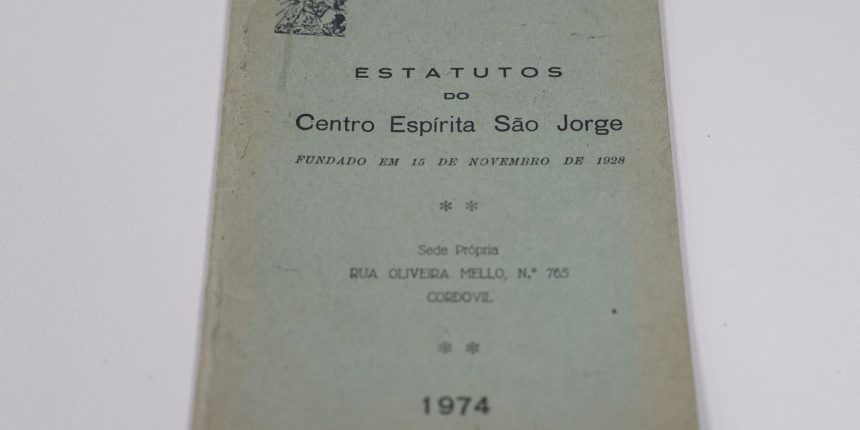 ESTATUTOS
DO
Centro Espírita São Jorge
FUNDADO EM 15 DE NOVEMBRO DE 1928
* *
Sede Própria
RUA OLIVEIRA MELLO, N.° 765
CORDOVIL
* *
1974